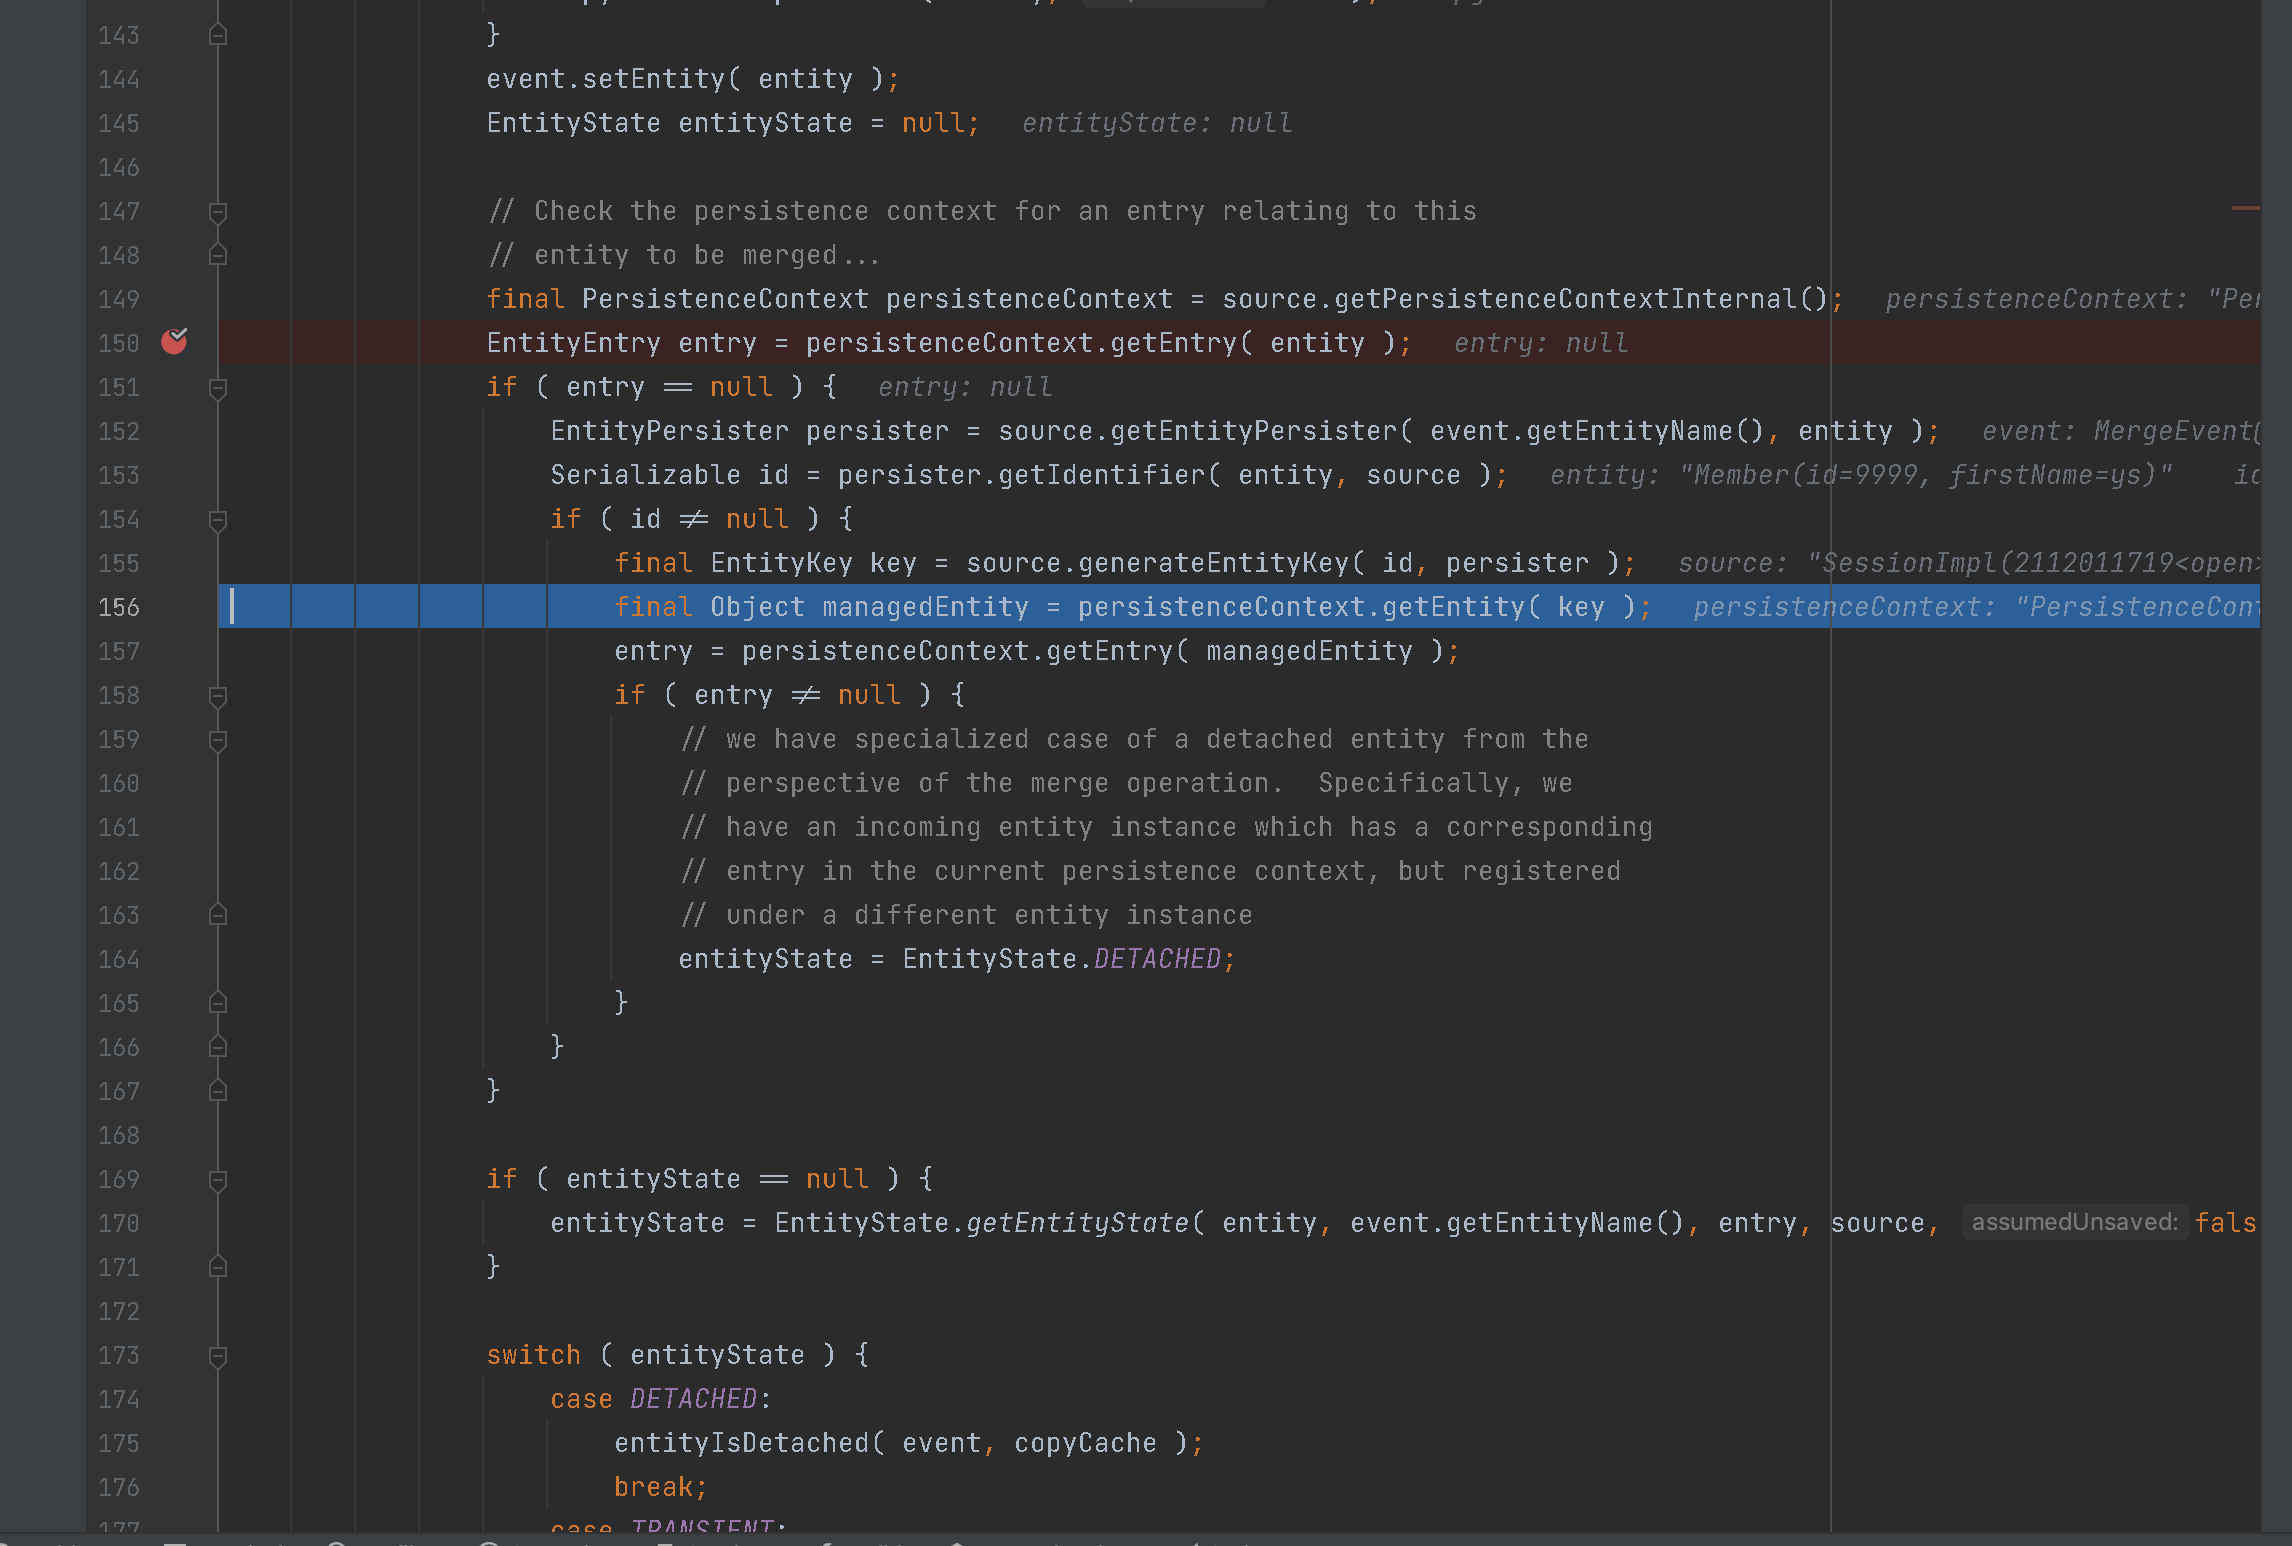 143 }
144 event.setEntity( entity );
145 EntityState entityState = null; entityState: null
146
147 // Check the persistence context for an entry relating to this
148 // entity to be merged...
149 final PersistenceContext persistenceContext = source.getPersistenceContextInternal(); persistenceContext: "Per
150 EntityEntry entry = persistenceContext.getEntry( entity ); entry: null
151 if ( entry == null ) { entry: null
152 EntityPersister persister = source.getEntityPersister( event.getEntityName(), entity ); event: MergeEvent{
153 Serializable id = persister.getIdentifier( entity, source ); entity: "Member(id=9999, firstName=ys)" id
154 if ( id != null ) {
155 final EntityKey key = source.generateEntityKey( id, persister ); source: "SessionImpl(2112011719<open>
156 final Object managedEntity = persistenceContext.getEntity( key ); persistenceContext: "PersistenceCont
157 entry = persistenceContext.getEntry( managedEntity );
158 if ( entry != null ) {
159 // we have specialized case of a detached entity from the
160 // perspective of the merge operation.  Specifically, we
161 // have an incoming entity instance which has a corresponding
162 // entry in the current persistence context, but registered
163 // under a different entity instance
164 entityState = EntityState.DETACHED;
165 }
166 }
167 }
168
169 if ( entityState == null ) {
170 entityState = EntityState.getEntityState( entity, event.getEntityName(), entry, source, assumedUnsaved: fals
171 }
172
173 switch ( entityState ) {
174 case DETACHED:
175 entityIsDetached( event, copyCache );
176 break;
177 case TRANSIENT: